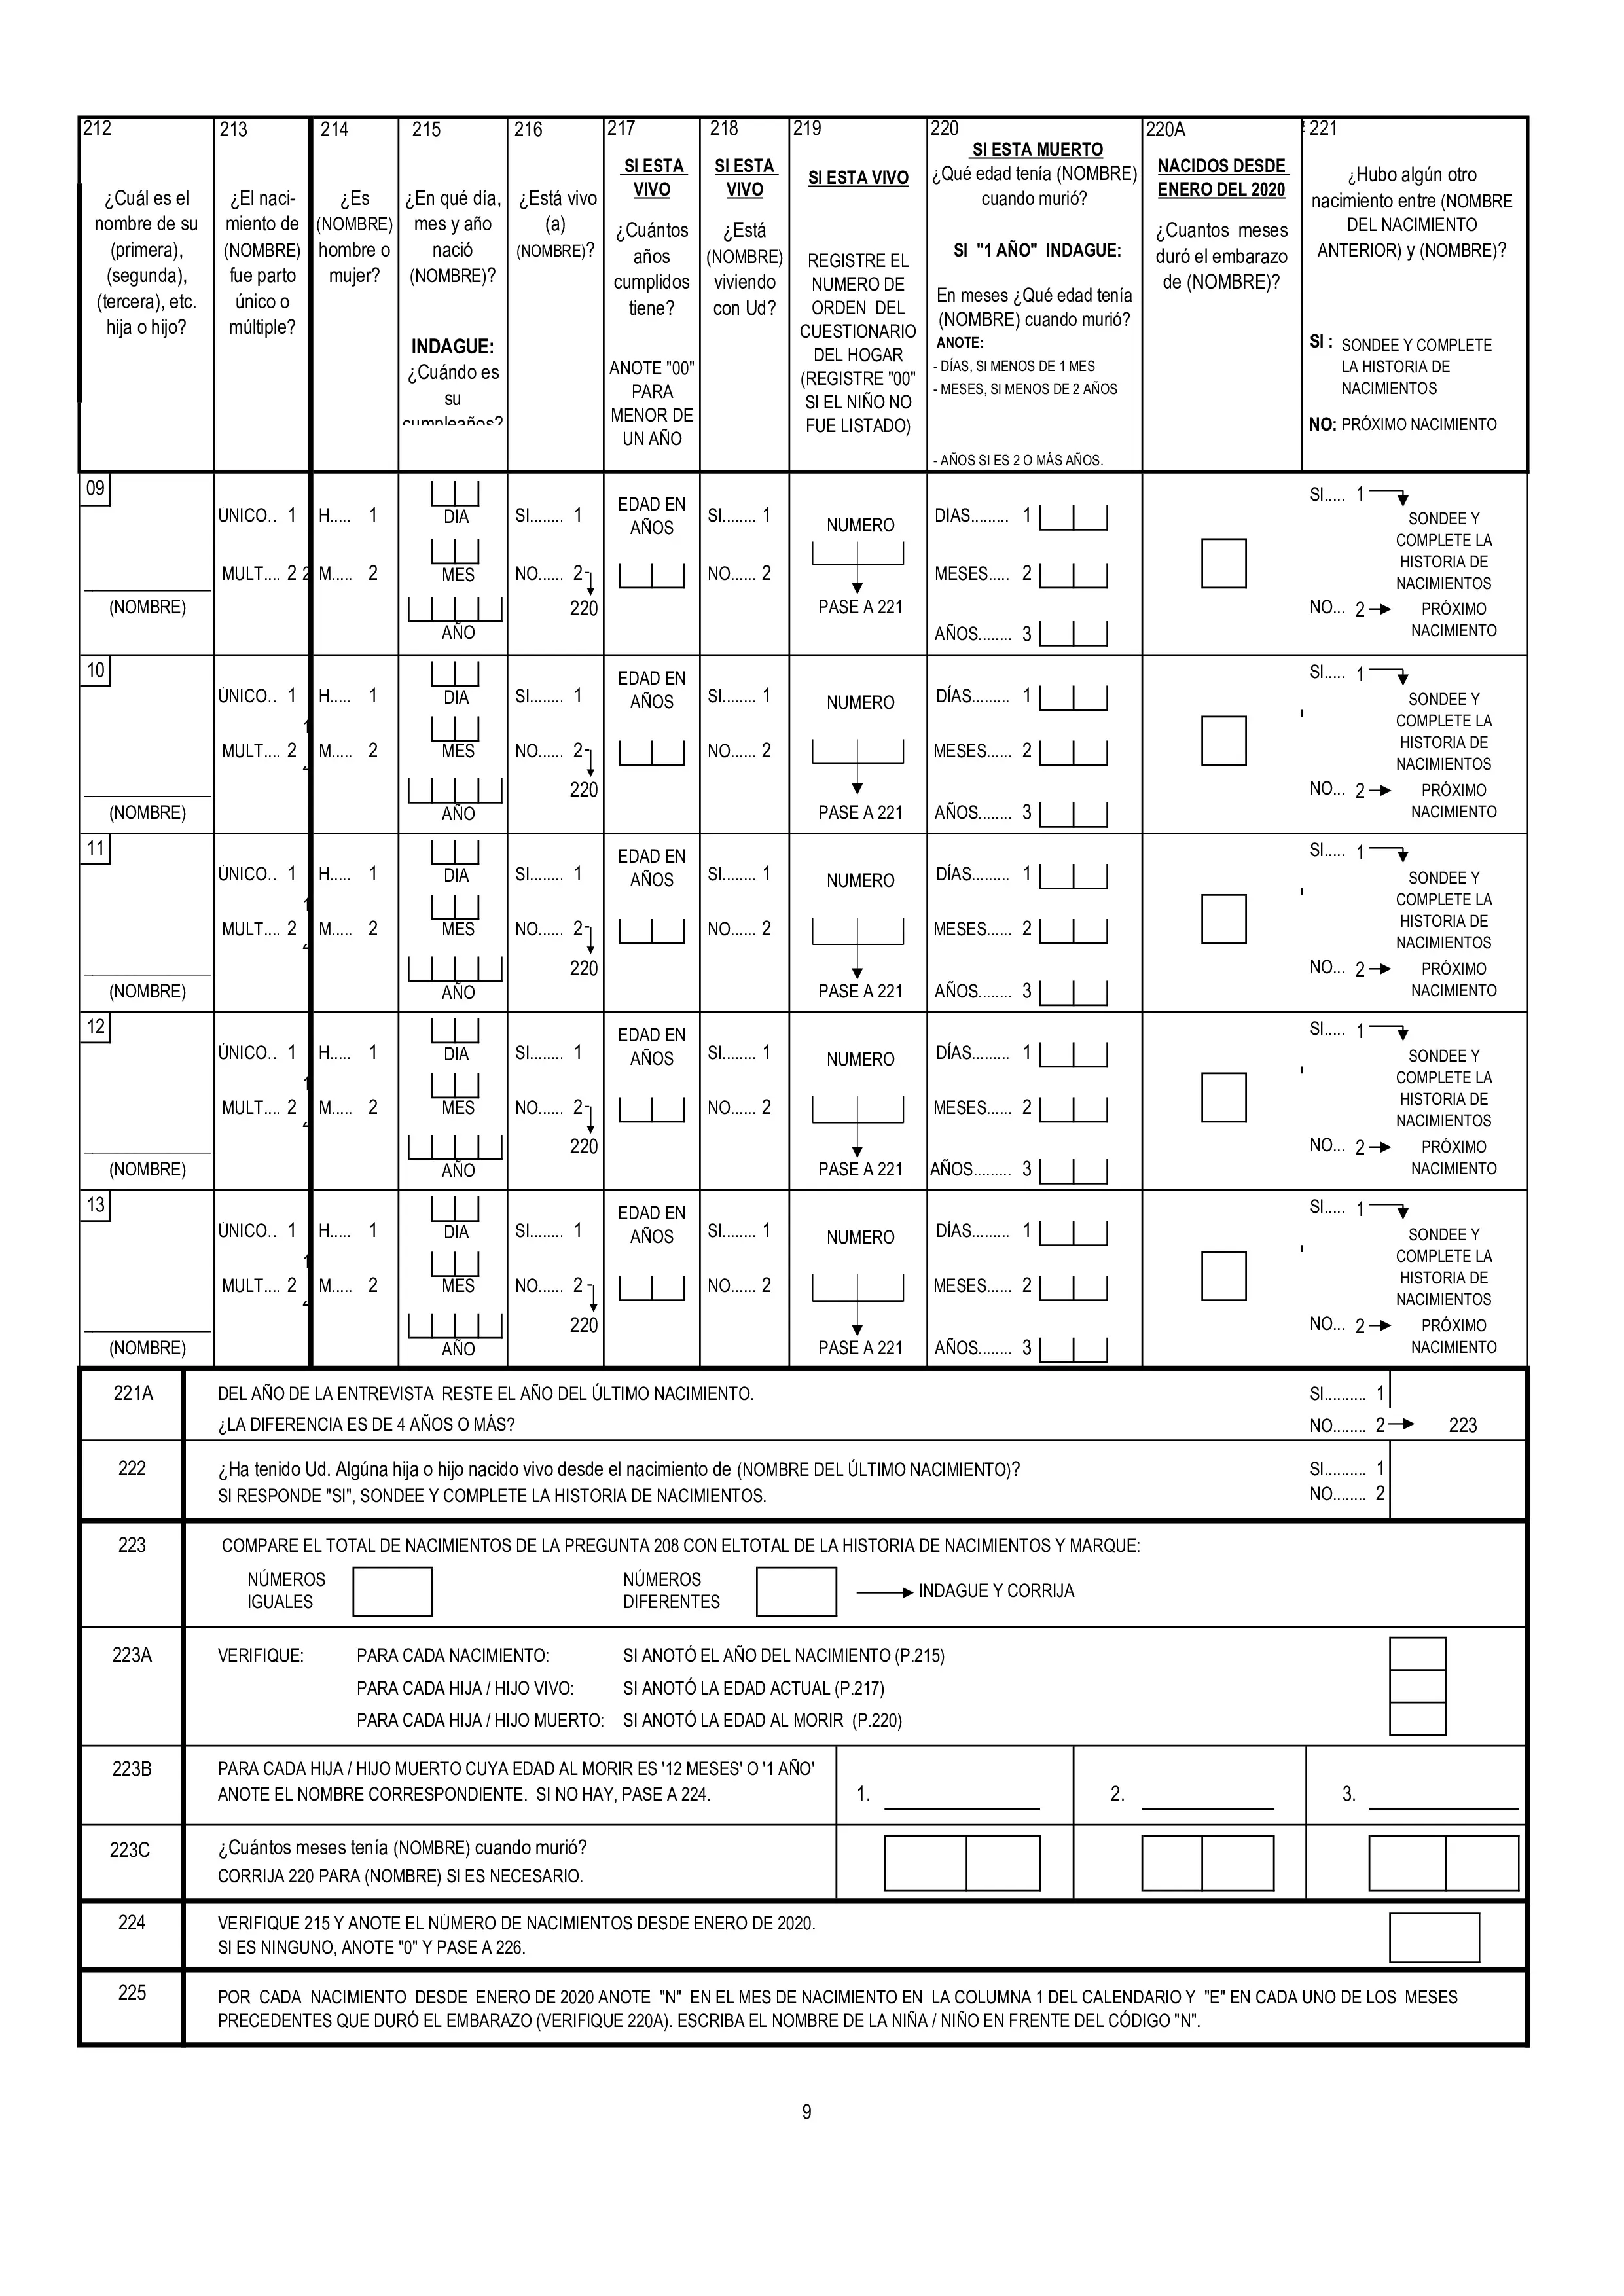 212
¿Cuál es el
nombre de su
(primera),
(segunda),
(tercera), etc.
hija o hijo?
213
¿El naci-
miento de
(NOMBRE)
fue parto
único o
múltiple?
214
¿Es
(NOMBRE)
hombre o
mujer?
215
¿En qué día,
mes y año
nació
(NOMBRE)?
INDAGUE:
¿Cuándo es
su
cumpleaños?
216
¿Está vivo
(a)
(NOMBRE)?
217
SI ESTA
VIVO
¿Cuántos
años
cumplidos
tiene?
ANOTE "00"
PARA
MENOR DE
UN AÑO
218
SI ESTA
VIVO
¿Está
(NOMBRE)
viviendo
con Ud?
219
SI ESTA VIVO
REGISTRE EL
NUMERO DE
ORDEN DEL
CUESTIONARIO
DEL HOGAR
(REGISTRE "00"
SI EL NIÑO NO
FUE LISTADO)
220
SI ESTA MUERTO
¿Qué edad tenía (NOMBRE)
cuando murió?
SI "1 AÑO" INDAGUE:
En meses ¿Qué edad tenía
(NOMBRE) cuando murió?
ANOTE:
- DÍAS, SI MENOS DE 1 MES
- MESES, SI MENOS DE 2 AÑOS
- AÑOS SI ES 2 O MÁS AÑOS.
220A
NACIDOS DESDE
ENERO DEL 2020
¿Cuantos meses
duró el embarazo
de (NOMBRE)?
221
¿Hubo algún otro
nacimiento entre (NOMBRE
DEL NACIMIENTO
ANTERIOR) y (NOMBRE)?
SI : SONDEE Y COMPLETE
LA HISTORIA DE
NACIMIENTOS
NO: PRÓXIMO NACIMIENTO
09
(NOMBRE)
ÚNICO.. 1
MULT.... 2
H..... 1
M..... 2
DIA
MES
AÑO
SI........ 1
NO...... 2
220
EDAD EN
AÑOS
SI........ 1
NO...... 2
NUMERO
PASE A 221
DÍAS......... 1
MESES..... 2
AÑOS........ 3
SI..... 1
SONDEE Y
COMPLETE LA
HISTORIA DE
NACIMIENTOS
NO... 2 PRÓXIMO
NACIMIENTO
10
(NOMBRE)
ÚNICO.. 1
MULT.... 2
H..... 1
M..... 2
DIA
MES
AÑO
SI........ 1
NO...... 2
220
EDAD EN
AÑOS
SI........ 1
NO...... 2
NUMERO
PASE A 221
DÍAS......... 1
MESES...... 2
AÑOS........ 3
SI..... 1
SONDEE Y
COMPLETE LA
HISTORIA DE
NACIMIENTOS
NO... 2 PRÓXIMO
NACIMIENTO
11
(NOMBRE)
ÚNICO.. 1
MULT.... 2
H..... 1
M..... 2
DIA
MES
AÑO
SI........ 1
NO...... 2
220
EDAD EN
AÑOS
SI........ 1
NO...... 2
NUMERO
PASE A 221
DÍAS......... 1
MESES...... 2
AÑOS........ 3
SI..... 1
SONDEE Y
COMPLETE LA
HISTORIA DE
NACIMIENTOS
NO... 2 PRÓXIMO
NACIMIENTO
12
(NOMBRE)
ÚNICO.. 1
MULT.... 2
H..... 1
M..... 2
DIA
MES
AÑO
SI........ 1
NO...... 2
220
EDAD EN
AÑOS
SI........ 1
NO...... 2
NUMERO
PASE A 221
DÍAS......... 1
MESES...... 2
AÑOS......... 3
SI..... 1
SONDEE Y
COMPLETE LA
HISTORIA DE
NACIMIENTOS
NO... 2 PRÓXIMO
NACIMIENTO
13
(NOMBRE)
ÚNICO.. 1
MULT.... 2
H..... 1
M..... 2
DIA
MES
AÑO
SI........ 1
NO...... 2
220
EDAD EN
AÑOS
SI........ 1
NO...... 2
NUMERO
PASE A 221
DÍAS......... 1
MESES...... 2
AÑOS........ 3
SI..... 1
SONDEE Y
COMPLETE LA
HISTORIA DE
NACIMIENTOS
NO... 2 PRÓXIMO
NACIMIENTO
221A DEL AÑO DE LA ENTREVISTA RESTE EL AÑO DEL ÚLTIMO NACIMIENTO. SI.......... 1
¿LA DIFERENCIA ES DE 4 AÑOS O MÁS? NO........ 2 223
222 ¿Ha tenido Ud. Algúna hija o hijo nacido vivo desde el nacimiento de (NOMBRE DEL ÚLTIMO NACIMIENTO)? SI.......... 1
SI RESPONDE "SI", SONDEE Y COMPLETE LA HISTORIA DE NACIMIENTOS. NO........ 2
223 COMPARE EL TOTAL DE NACIMIENTOS DE LA PREGUNTA 208 CON ELTOTAL DE LA HISTORIA DE NACIMIENTOS Y MARQUE:
NÚMEROS
IGUALES
NÚMEROS
DIFERENTES
INDAGUE Y CORRIJA
223A VERIFIQUE: PARA CADA NACIMIENTO: SI ANOTÓ EL AÑO DEL NACIMIENTO (P.215)
PARA CADA HIJA / HIJO VIVO: SI ANOTÓ LA EDAD ACTUAL (P.217)
PARA CADA HIJA / HIJO MUERTO: SI ANOTÓ LA EDAD AL MORIR (P.220)
223B PARA CADA HIJA / HIJO MUERTO CUYA EDAD AL MORIR ES '12 MESES' O '1 AÑO'
ANOTE EL NOMBRE CORRESPONDIENTE. SI NO HAY, PASE A 224. 1. 2. 3.
223C ¿Cuántos meses tenía (NOMBRE) cuando murió?
CORRIJA 220 PARA (NOMBRE) SI ES NECESARIO.
224 VERIFIQUE 215 Y ANOTE EL NÚMERO DE NACIMIENTOS DESDE ENERO DE 2020.
SI ES NINGUNO, ANOTE "0" Y PASE A 226.
225 POR CADA NACIMIENTO DESDE ENERO DE 2020 ANOTE "N" EN EL MES DE NACIMIENTO EN LA COLUMNA 1 DEL CALENDARIO Y "E" EN CADA UNO DE LOS MESES
PRECEDENTES QUE DURÓ EL EMBARAZO (VERIFIQUE 220A). ESCRIBA EL NOMBRE DE LA NIÑA / NIÑO EN FRENTE DEL CÓDIGO "N".
9